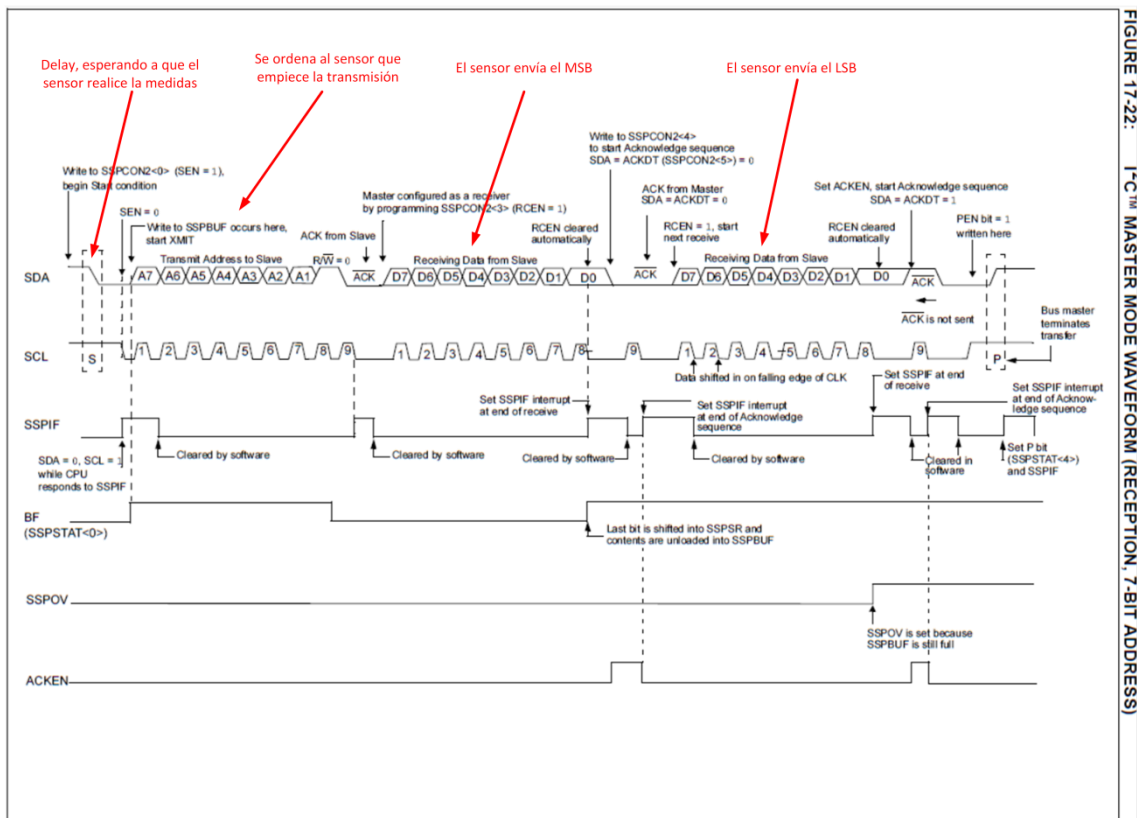 FIGURE 17-22: I²C™ MASTER MODE WAVEFORM (RECEPTION, 7-BIT ADDRESS)
Delay, esperando a que el
sensor realice la medidas
Se ordena al sensor que
empiece la transmisión
El sensor envía el MSB
El sensor envía el LSB
Write to SSPCON2<0> (SEN = 1),
begin Start condition
SEN = 0
Write to SSPBUF occurs here,
start XMIT
ACK from Slave
Master configured as a receiver
by programming SSPCON2<3> (RCEN = 1)
Write to SSPCON2<4>
to start Acknowledge sequence
SDA = ACKDT (SSPCON2<5>) = 0
RCEN cleared
automatically
ACK from Master
SDA = ACKDT = 0
RCEN = 1, start
next receive
Set ACKEN, start Acknowledge sequence
SDA = ACKDT = 1
RCEN cleared
automatically
PEN bit = 1
written here
Transmit Address to Slave
R/W = 0
Receiving Data from Slave
Receiving Data from Slave
SDA
A7 A6 A5 A4 A3 A2 A1 ACK D7 D6 D5 D4 D3 D2 D1 D0 ACK D7 D6 D5 D4 D3 D2 D1 D0 ACK
ACK is not sent
Bus master
terminates
transfer
SCL
S 1 2 3 4 5 6 7 8 9 1 2 3 4 5 6 7 8 9 1 2 3 4 5 6 7 8 9 P
Data shifted in on falling edge of CLK
Set SSPIF interrupt
at end of receive
Set SSPIF interrupt
at end of Acknowledge
sequence
Set SSPIF at end
of receive
Set SSPIF interrupt
at end of Acknow-
ledge sequence
SSPIF
SDA = 0, SCL = 1
while CPU
responds to SSPIF
Cleared by software
Cleared by software
Cleared by software
Cleared by software
Cleared in
software
Set P bit
(SSPSTAT<4>)
and SSPIF
BF
(SSPSTAT<0>)
Last bit is shifted into SSPSR and
contents are unloaded into SSPBUF
SSPOV
SSPOV is set because
SSPBUF is still full
ACKEN